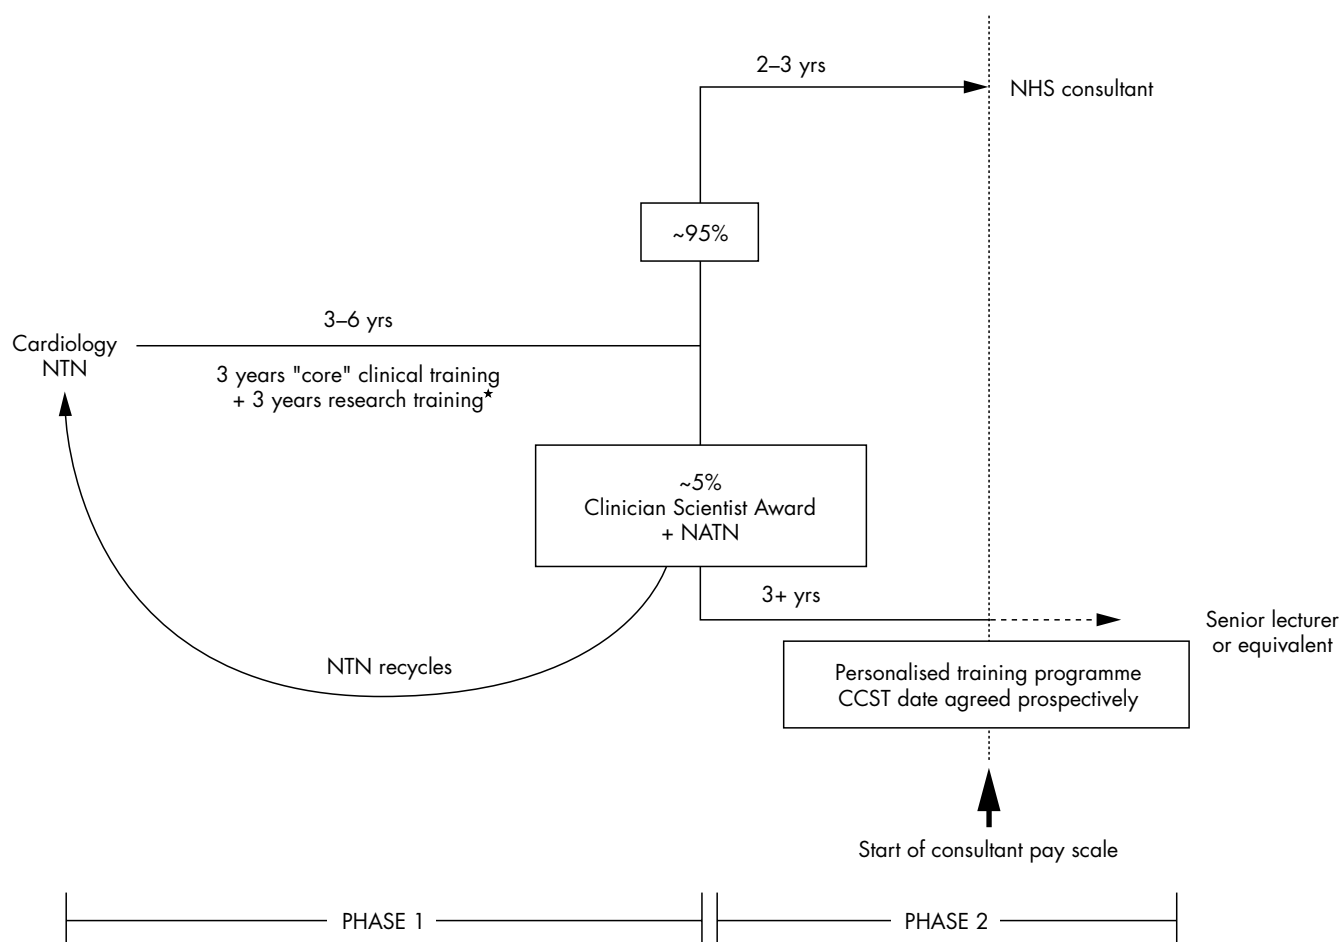 2–3 yrs
NHS consultant
~95%
3–6 yrs
Cardiology
NTN
3 years "core" clinical training
+ 3 years research training★
~5%
Clinician Scientist Award
+ NATN
3+ yrs
Senior lecturer
or equivalent
NTN recycles
Personalised training programme
CCST date agreed prospectively
Start of consultant pay scale
PHASE 1
PHASE 2